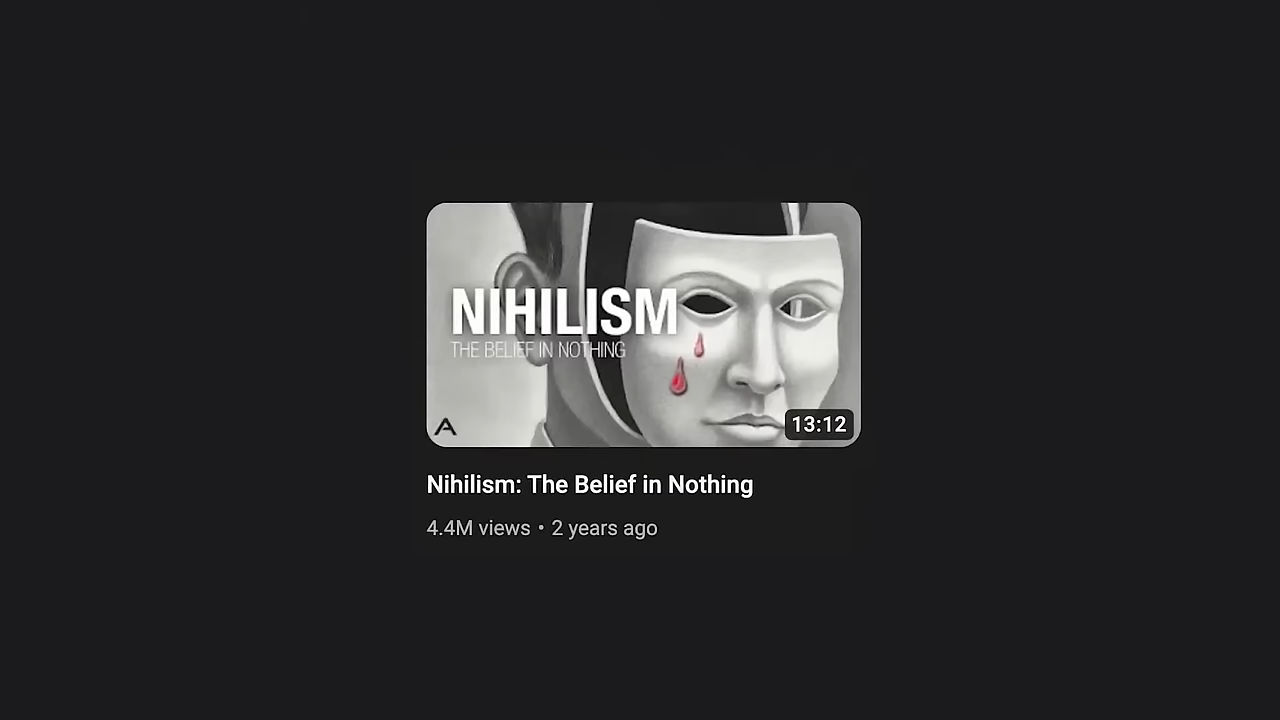 NIHILISM
THE BELIEF IN NOTHING
A
13:12
Nihilism: The Belief in Nothing
4.4M views • 2 years ago